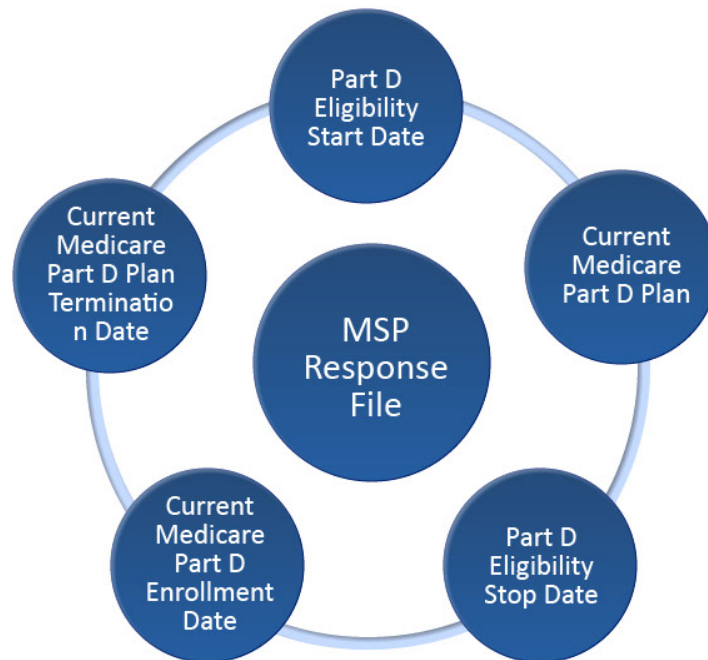 Part D
Eligibility
Start Date
Current
Medicare
Part D Plan
Part D
Eligibility
Stop Date
Current
Medicare
Part D
Enrollment
Date
Current
Medicare
Part D Plan
Terminatio
n Date
MSP
Response
File